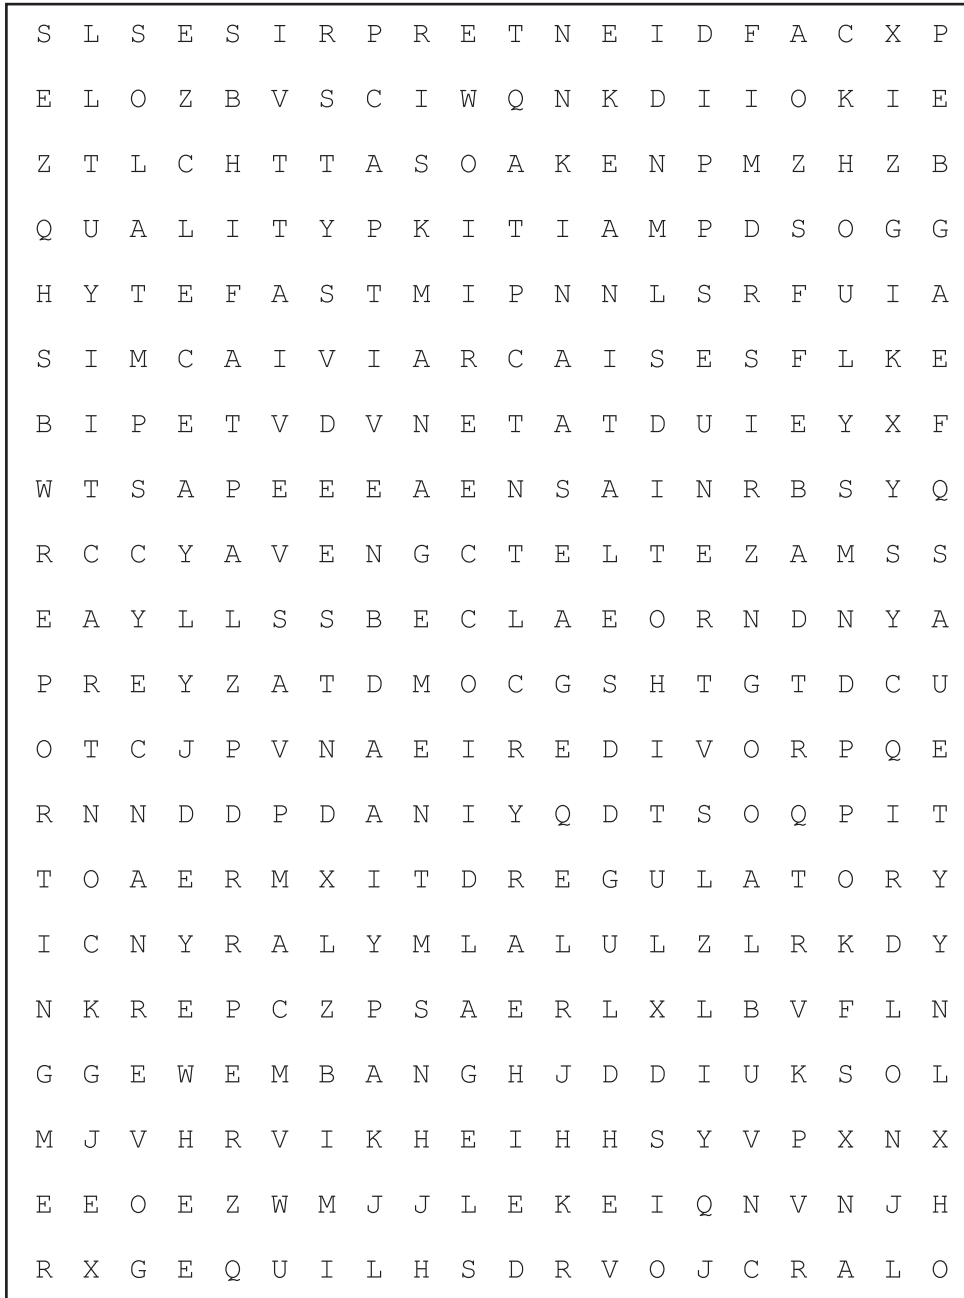 S L S E S I R P R E T N E I D F A C X P
E L O Z B V S C I W Q N K D I I O K I E
Z T L C H T T A S O A K E N P M Z H Z B
Q U A L I T Y P K I T I A M P D S O G G
H Y T E F A S T M I P N N L S R F U I A
S I M C A I V I A R C A I S E S F L K E
B I P E T V D V N E T A T D U I E Y X F
W T S A P E E E A E N S A I N R B S Y Q
R C C Y A V E N G C T E L T E Z A M S S
E A Y L L S S B E C L A E O R N D N Y A
P R E Y Z A T D M O C G S H T G T D C U
O T C J P V N A E I R E D I V O R P Q E
R N N D D P D A N I Y Q D T S O Q P I T
T O A E R M X I T D R E G U L A T O R Y
I C N Y R A L Y M L A L U L Z L R K D Y
N K R E P C Z P S A E R L X L B V F L N
G G E W E M B A N G H J D D I U K S O L
M J V H R V I K H E I H H S Y V P X N X
E E O E Z W M J J L E K E I Q N V N J H
R X G E Q U I L H S D R V O J C R A L O